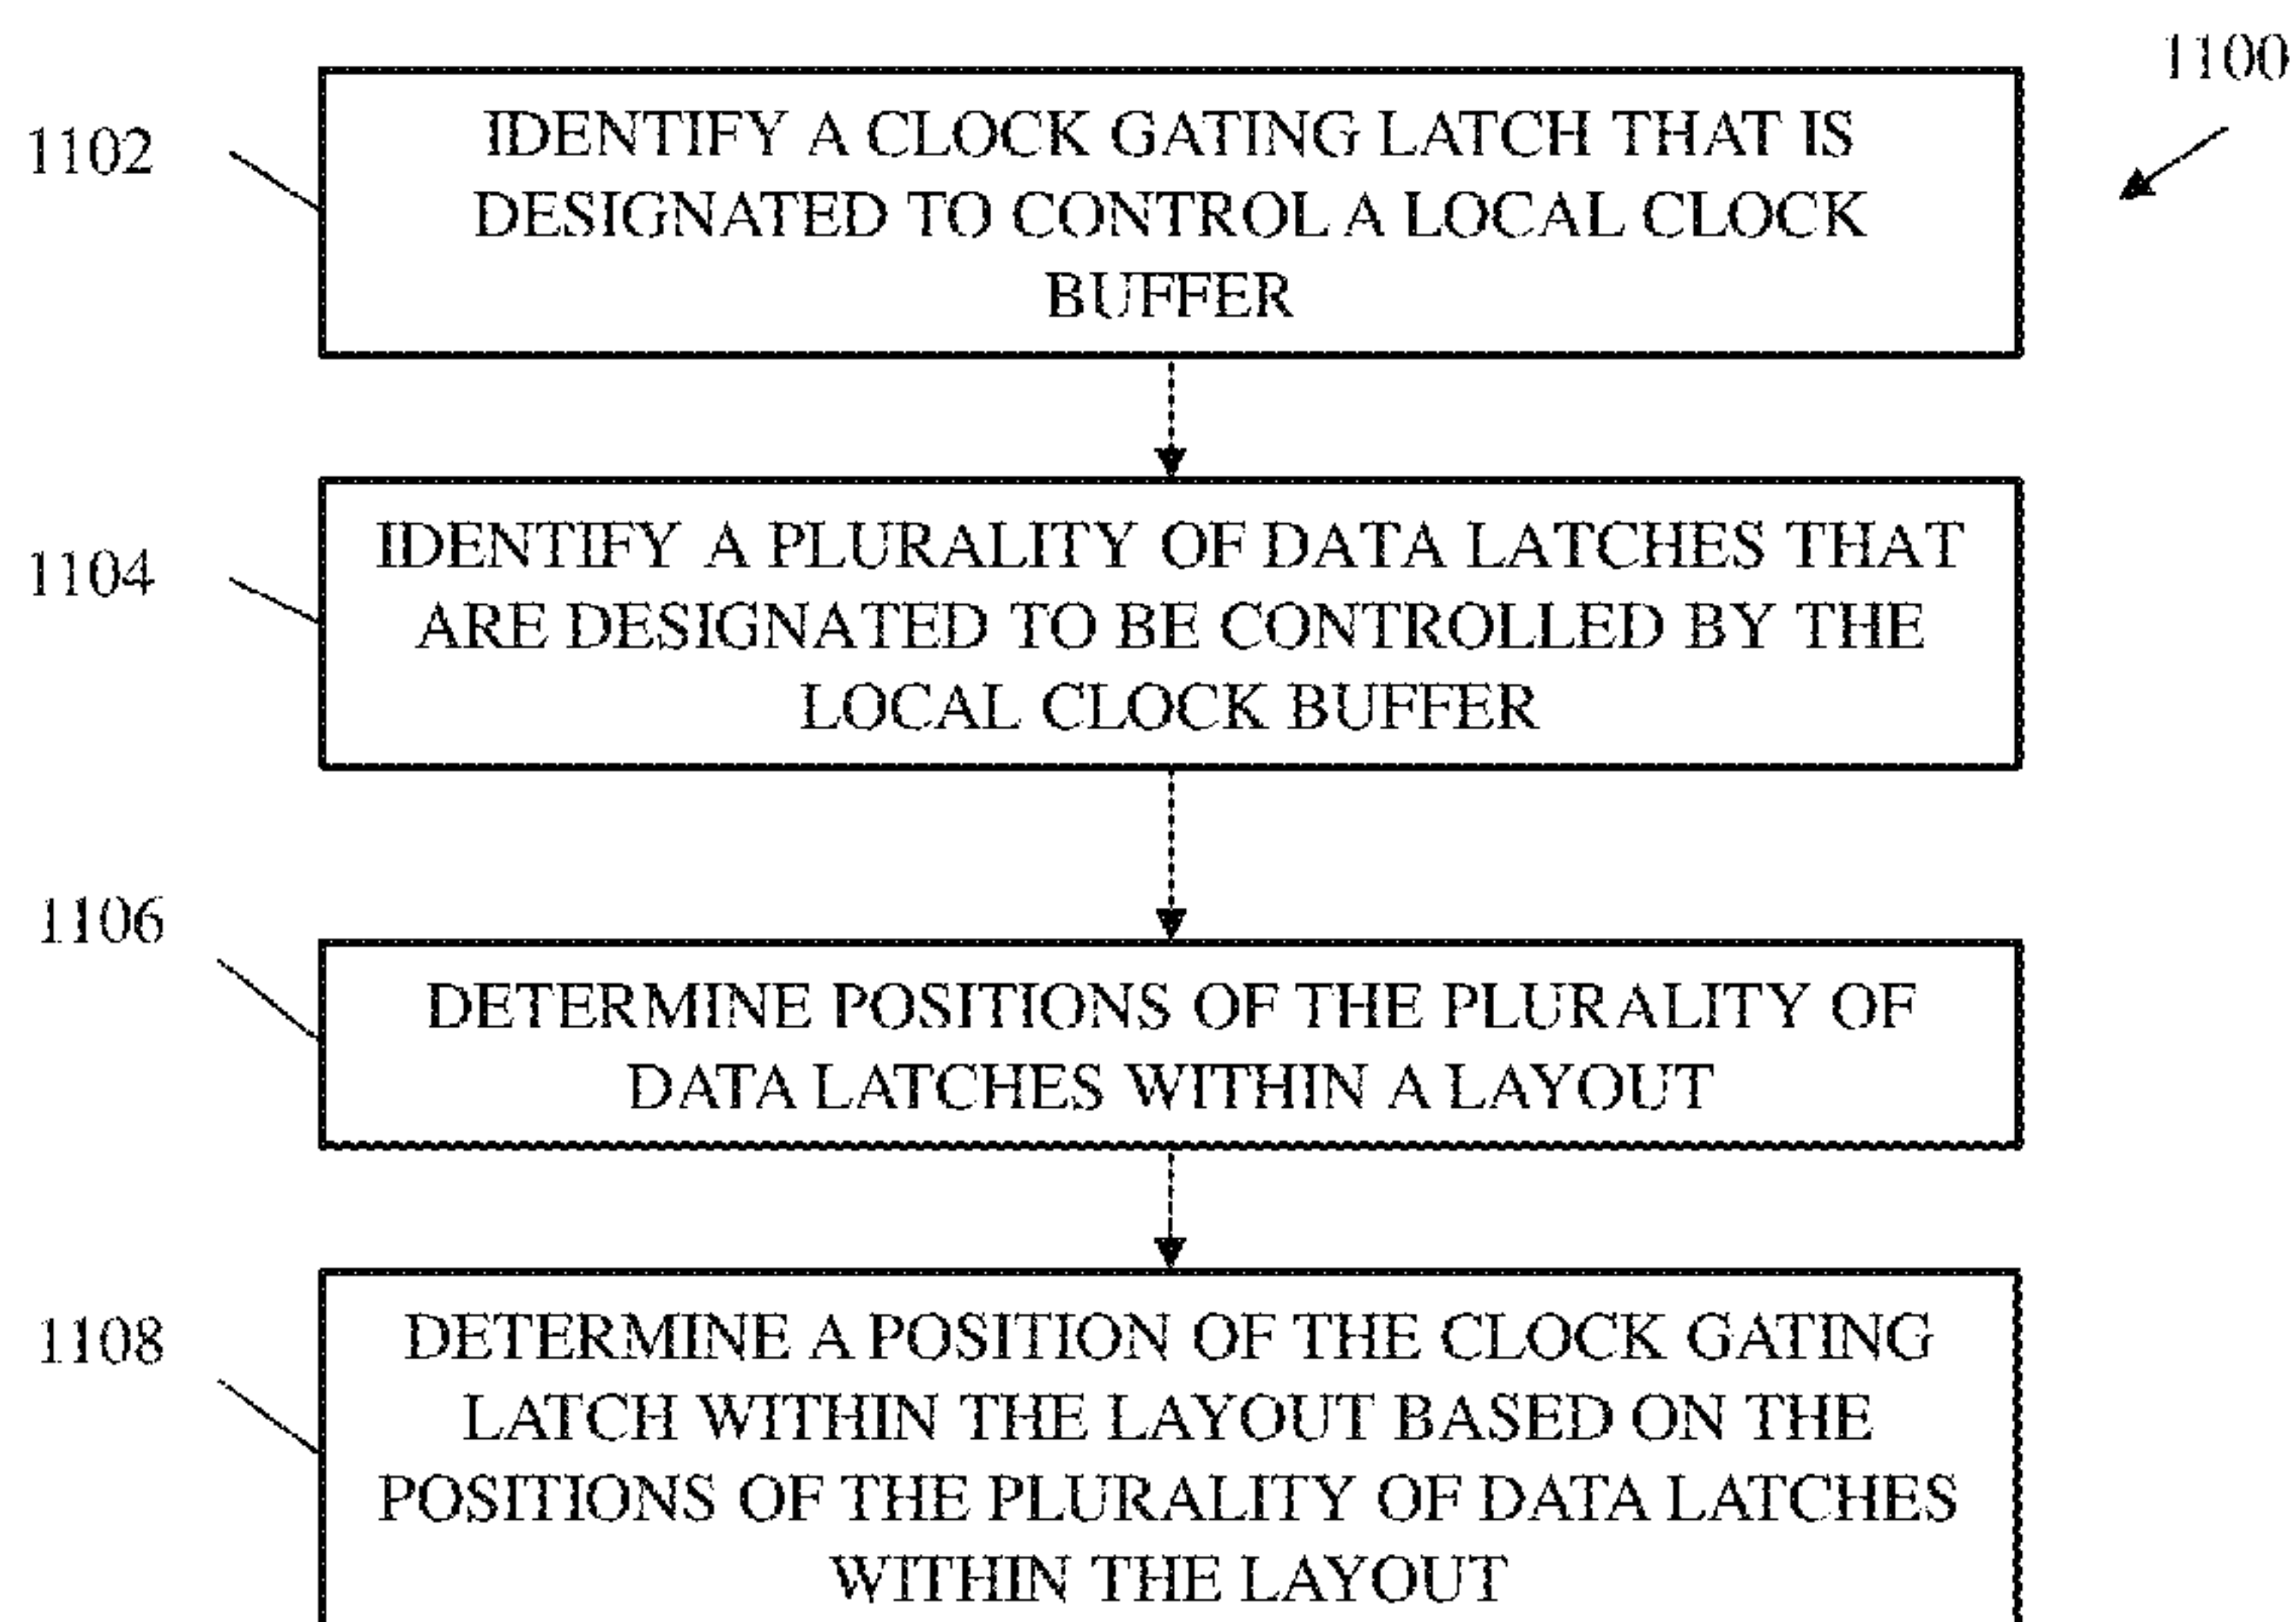 1100
1102
IDENTIFY A CLOCK GATING LATCH THAT IS
DESIGNATED TO CONTROL A LOCAL CLOCK
BUFFER
1104
IDENTIFY A PLURALITY OF DATA LATCHES THAT
ARE DESIGNATED TO BE CONTROLLED BY THE
LOCAL CLOCK BUFFER
1106
DETERMINE POSITIONS OF THE PLURALITY OF
DATA LATCHES WITHIN A LAYOUT
1108
DETERMINE A POSITION OF THE CLOCK GATING
LATCH WITHIN THE LAYOUT BASED ON THE
POSITIONS OF THE PLURALITY OF DATA LATCHES
WITHIN THE LAYOUT